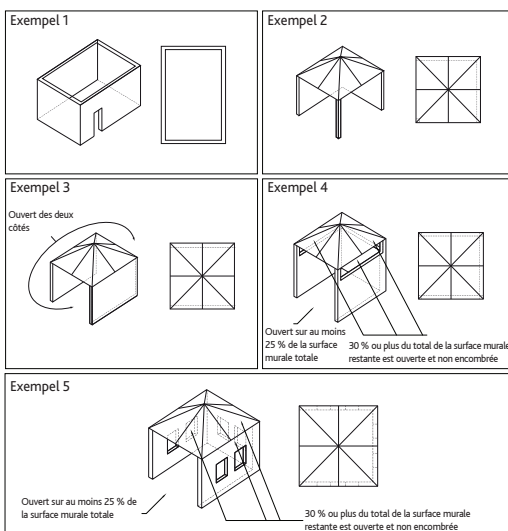 Exempel 1
Exempel 2
Exempel 3
Ouvert des deux
côtés
Exempel 4
Ouvert sur au moins
25 % de la surface
murale totale
30 % ou plus du total de la surface murale
restante est ouverte et non encombrée
Exempel 5
Ouvert sur au moins 25 % de
la surface murale totale
30 % ou plus du total de la surface murale
restante est ouverte et non encombrée